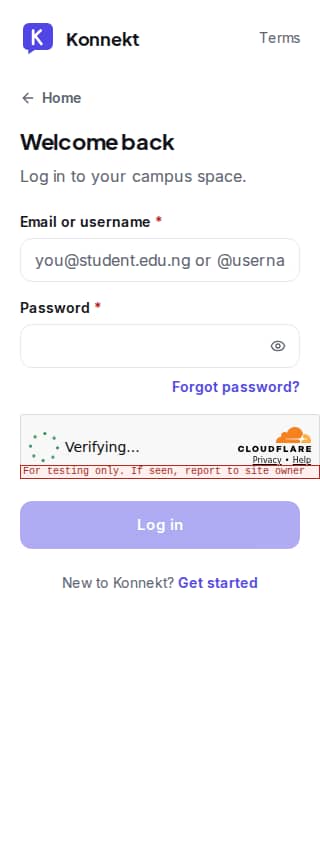 Konnekt
Terms
Home
Welcome back
Log in to your campus space.
Email or username *
you@student.edu.ng or @userna
Password *
Forgot password?
Verifying...
CLOUDFLARE
Privacy • Help
For testing only. If seen, report to site owner
Log in
New to Konnekt? Get started